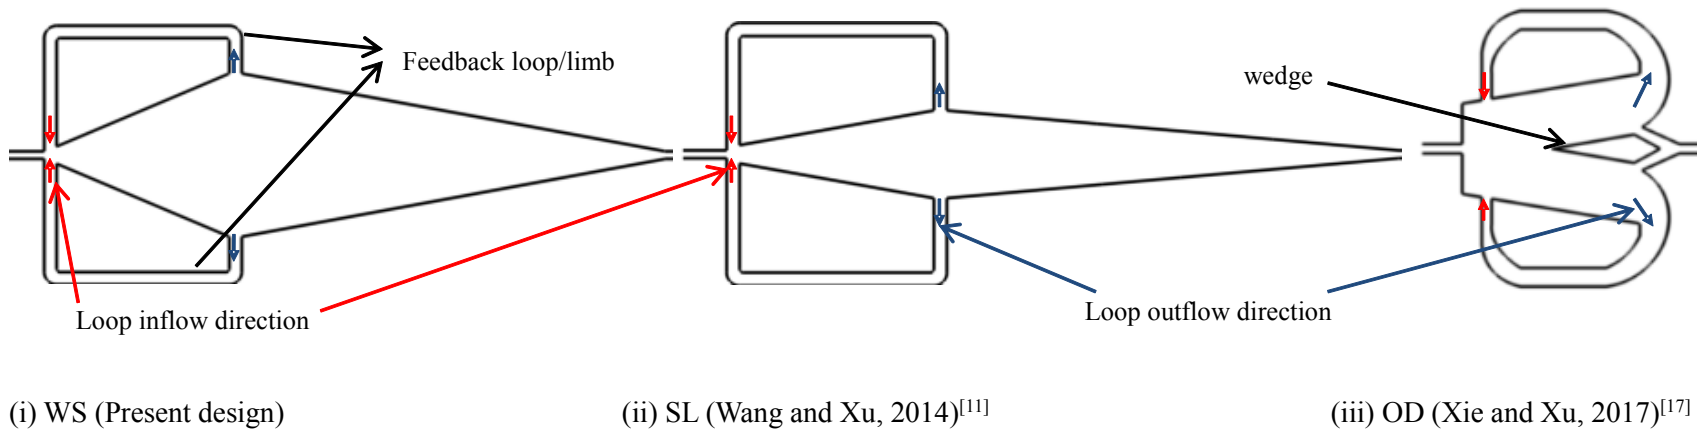 Feedback loop/limb
wedge
Loop inflow direction
Loop outflow direction
(i) WS (Present design)
(ii) SL (Wang and Xu, 2014)[11]
(iii) OD (Xie and Xu, 2017)[17]